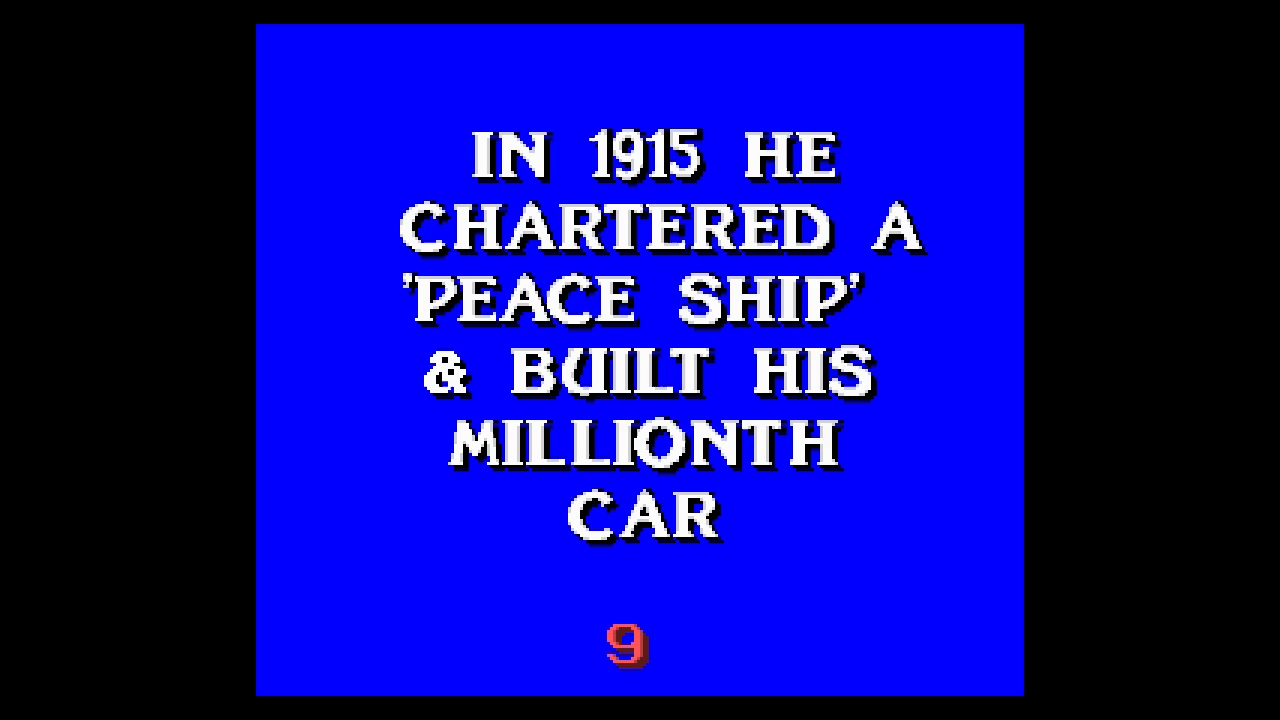 IN 1915 HE
CHARTERED A
'PEACE SHIP'
& BUILT HIS
MILLIONTH
CAR
9